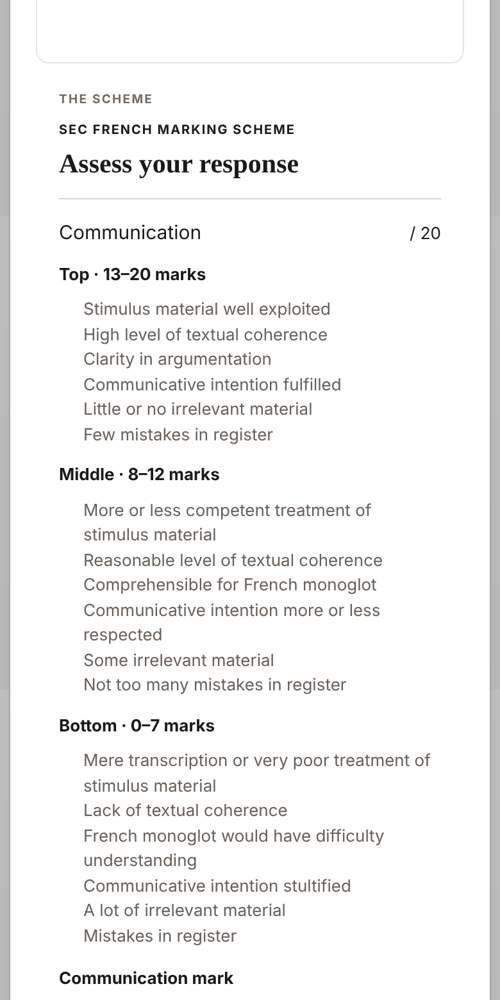 THE SCHEME
SEC FRENCH MARKING SCHEME
Assess your response
Communication / 20
Top · 13–20 marks
Stimulus material well exploited
High level of textual coherence
Clarity in argumentation
Communicative intention fulfilled
Little or no irrelevant material
Few mistakes in register
Middle · 8–12 marks
More or less competent treatment of
stimulus material
Reasonable level of textual coherence
Comprehensible for French monoglot
Communicative intention more or less
respected
Some irrelevant material
Not too many mistakes in register
Bottom · 0–7 marks
Mere transcription or very poor treatment of
stimulus material
Lack of textual coherence
French monoglot would have difficulty
understanding
Communicative intention stultified
A lot of irrelevant material
Mistakes in register
Communication mark